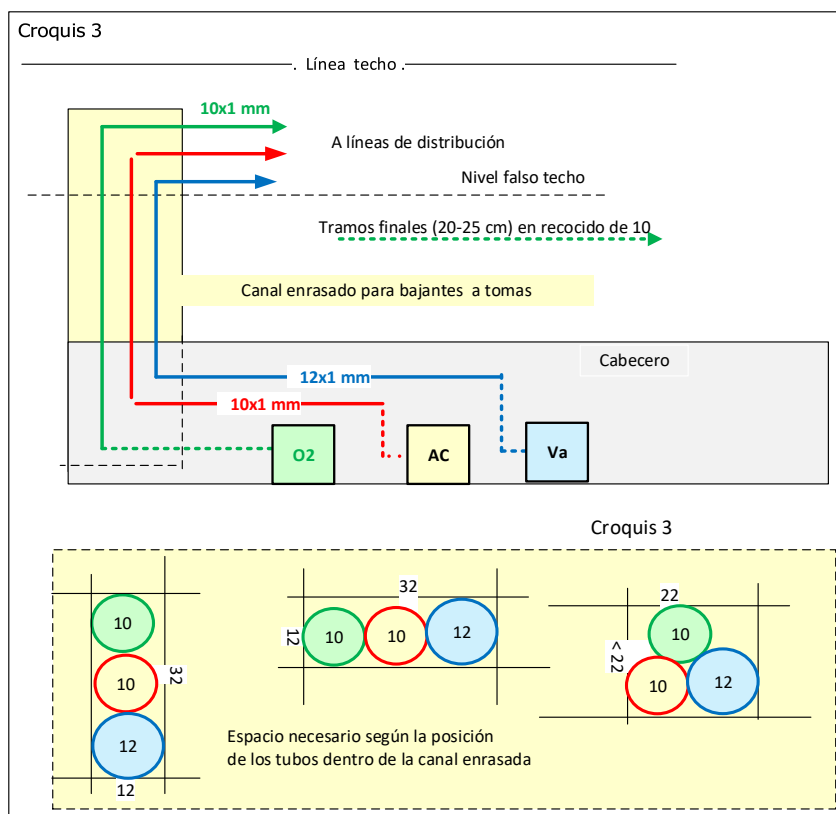 Croquis 3
. Línea techo .
10x1 mm
A líneas de distribución
Nivel falso techo
Tramos finales (20-25 cm) en recocido de 10
Canal enrasado para bajantes a tomas
Cabecero
12x1 mm
10x1 mm
O2
AC
Va
Croquis 3
10
10
12
32
12
32
12
10
10
12
22
< 22
10
10
12
Espacio necesario según la posición
de los tubos dentro de la canal enrasada